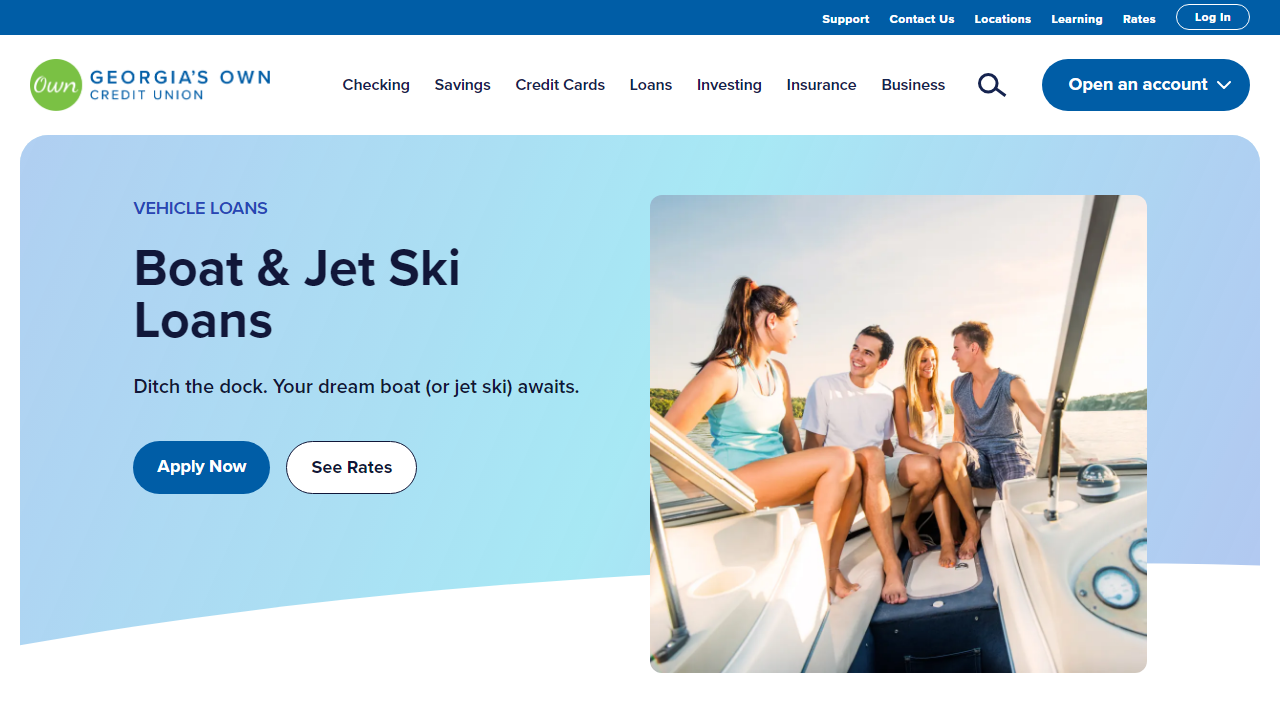 Support Contact Us Locations Learning Rates Log In
Own GEORGIA'S OWN
CREDIT UNION
Checking Savings Credit Cards Loans Investing Insurance Business Open an account
VEHICLE LOANS
Boat & Jet Ski
Loans
Ditch the dock. Your dream boat (or jet ski) awaits.
Apply Now See Rates